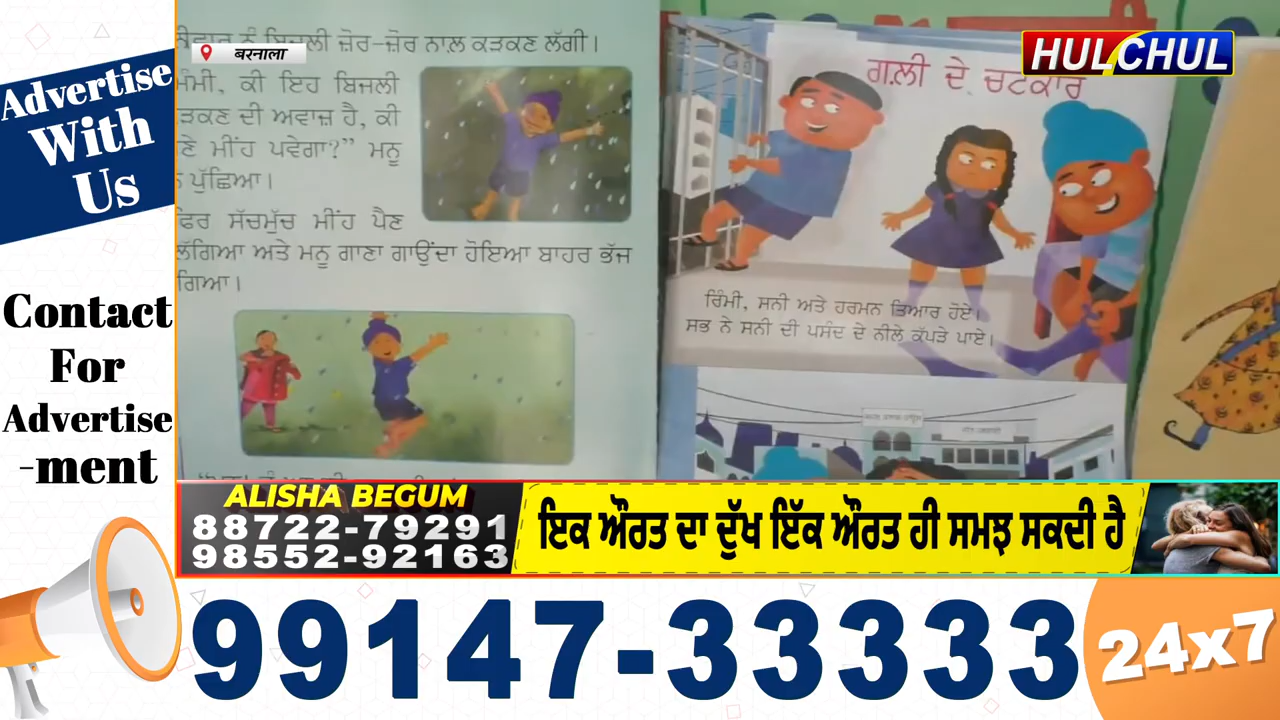 Advertise
With
Us
Contact
For
Advertise
-ment
ਬਰਨਾਲਾ
HULCHUL
ਬਿਜਲੀ ਜ਼ੋਰ-ਜ਼ੋਰ ਨਾਲ ਕੜਕਣ ਲੱਗੀ।
ਕੀ ਇਹ ਬਿਜਲੀ
ਦੀ ਅਵਾਜ਼ ਹੈ, ਕੀ
ਮੀਂਹ ਪਵੇਗਾ?” ਮਨੂ
ਪੁੱਛਿਆ।
ਫਿਰ ਸੱਚਮੁੱਚ ਮੀਂਹ ਪੈਣ
ਲੱਗਿਆ ਅਤੇ ਮਨੂ ਗਾਣਾ ਗਾਉਂਦਾ ਹੋਇਆ ਬਾਹਰ ਭੱਜ
ਗਿਆ।
ਗਲੀ ਦੇ ਚਟਕਾਰੇ
ਰਿੰਮੀ, ਸਨੀ ਅਤੇ ਹਰਮਨ ਤਿਆਰ ਹੋਏ।
ਸਭ ਨੇ ਸਨੀ ਦੀ ਪਸੰਦ ਦੇ ਨੀਲੇ ਕੱਪੜੇ ਪਾਏ।
ALISHA BEGUM
88722-79291
98552-92163
ਇਕ ਔਰਤ ਦਾ ਦੁੱਖ ਇੱਕ ਔਰਤ ਹੀ ਸਮਝ ਸਕਦੀ ਹੈ
99147-33333
24x7